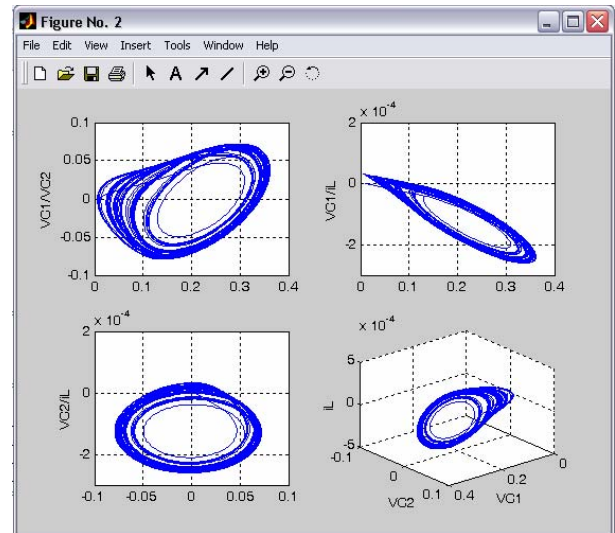 Figure No. 2
File Edit View Insert Tools Window Help
A
0.1
0.05
0
-0.05
-0.1
VC1/VC2
0 0.1 0.2 0.3 0.4
x 10-4
2
0
-2
VC1/iL
0 0.1 0.2 0.3 0.4
x 10-4
2
0
-2
VC2/iL
-0.1 -0.05 0 0.05 0.1
x 10-4
5
0
-5
iL
-0.1 0 0.1
VC2
0.4 0.2 0
VC1